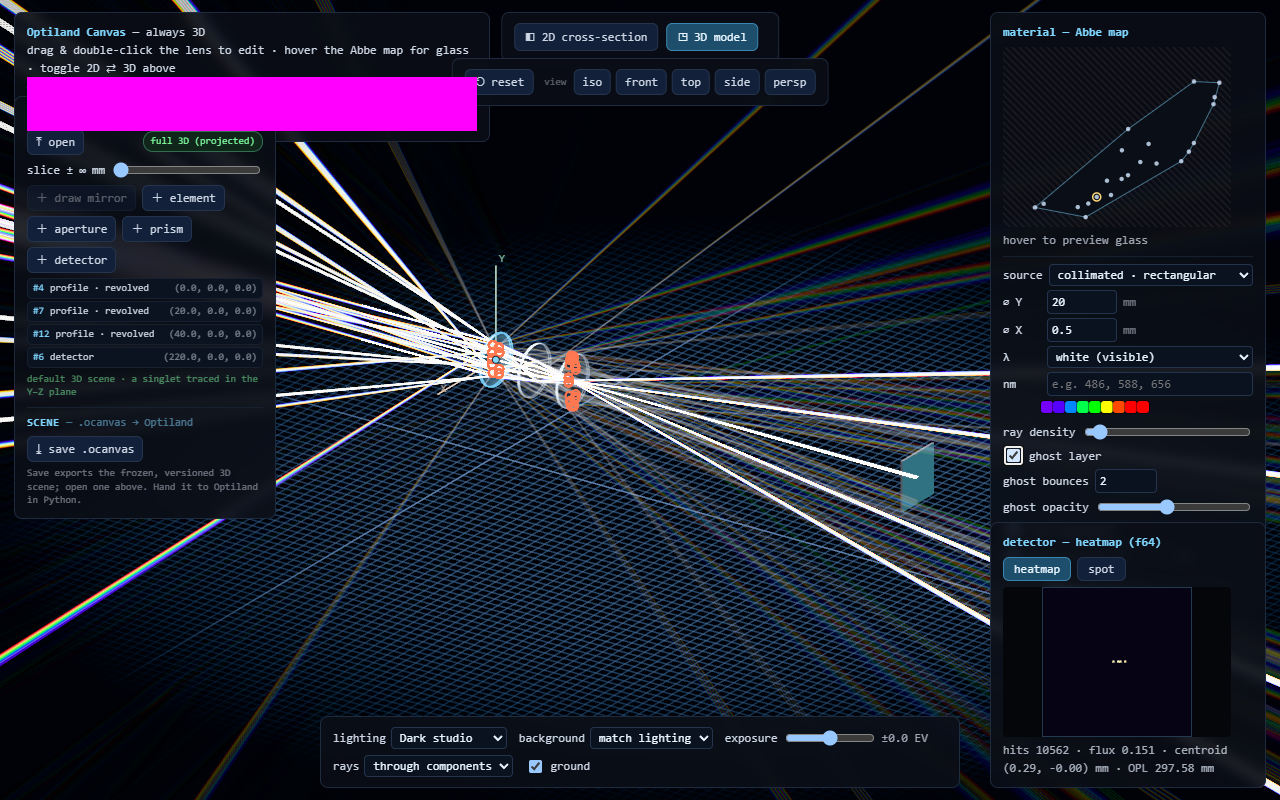 Optiland Canvas — always 3D
drag & double-click the lens to edit · hover the Abbe map for glass
· toggle 2D ⇄ 3D above
◧ 2D cross-section
◳ 3D model
reset
view
iso
front
top
side
persp
⤒ open
full 3D (projected)
slice ± ∞ mm
+ draw mirror
+ element
+ aperture
+ prism
+ detector
#4 profile · revolved (0.0, 0.0, 0.0)
#7 profile · revolved (20.0, 0.0, 0.0)
#12 profile · revolved (40.0, 0.0, 0.0)
#6 detector (220.0, 0.0, 0.0)
default 3D scene · a singlet traced in the
Y–Z plane
SCENE — .ocanvas → Optiland
⤓ save .ocanvas
Save exports the frozen, versioned 3D
scene; open one above. Hand it to Optiland
in Python.
Y
material — Abbe map
hover to preview glass
source collimated · rectangular
⌀ Y 20 mm
⌀ X 0.5 mm
λ white (visible)
nm e.g. 486, 588, 656
ray density
ghost layer
ghost bounces 2
ghost opacity
detector — heatmap (f64)
heatmap
spot
hits 10562 · flux 0.151 · centroid
(0.29, -0.00) mm · OPL 297.58 mm
lighting Dark studio background match lighting exposure ±0.0 EV
rays through components ground